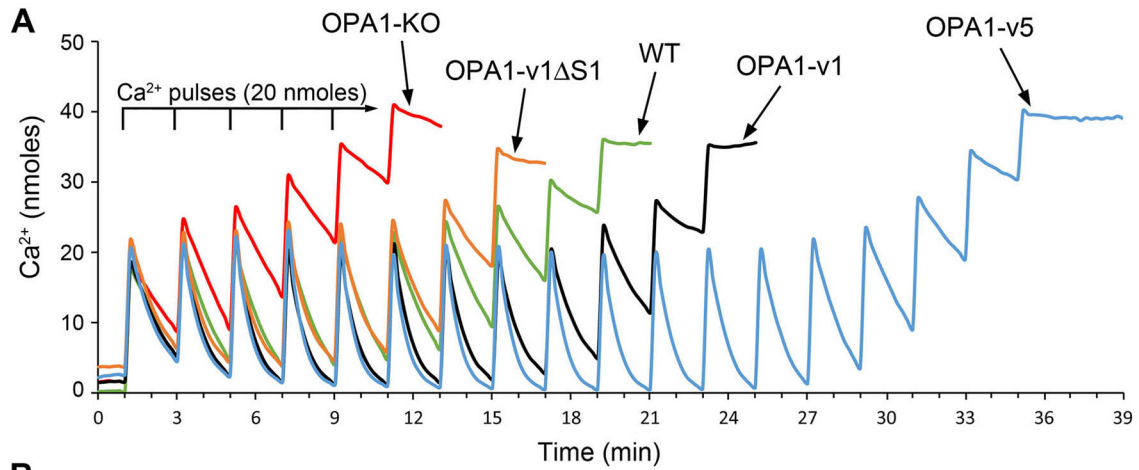 A
OPA1-KO
OPA1-v1ΔS1
WT
OPA1-v1
OPA1-v5
Ca²⁺ pulses (20 nmoles)
Ca²⁺ (nmoles)
50
40
30
20
10
0
0 3 6 9 12 15 18 21 24 27 30 33 36 39
Time (min)